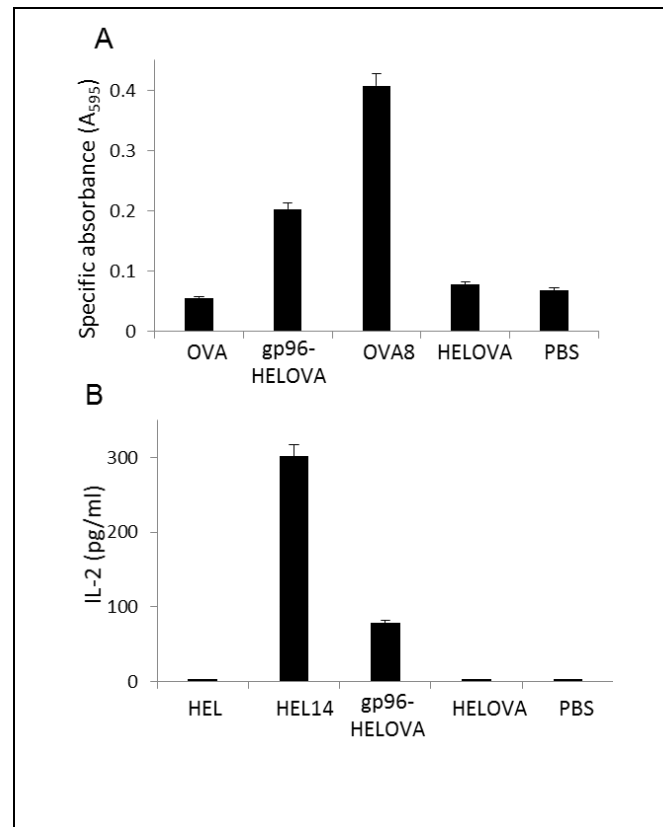 A
Specific absorbance (A595)
0.4
0.3
0.2
0.1
0
OVA
gp96-
HELOVA
OVA8
HELOVA
PBS
B
IL-2 (pg/ml)
300
200
100
0
HEL
HEL14
gp96-
HELOVA
HELOVA
PBS